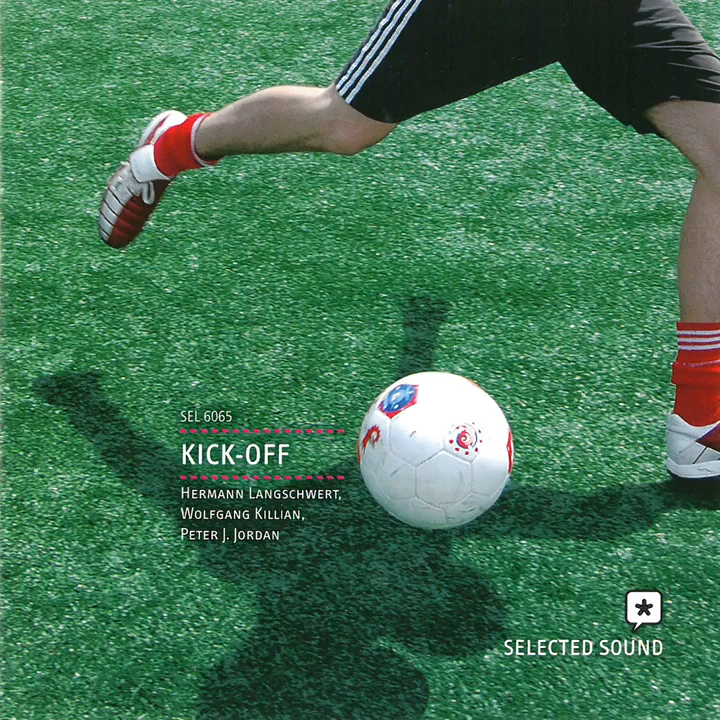 SEL 6065
KICK-OFF
HERMANN LANGSCHWERT,
WOLFGANG KILLIAN,
PETER J. JORDAN
SELECTED SOUND